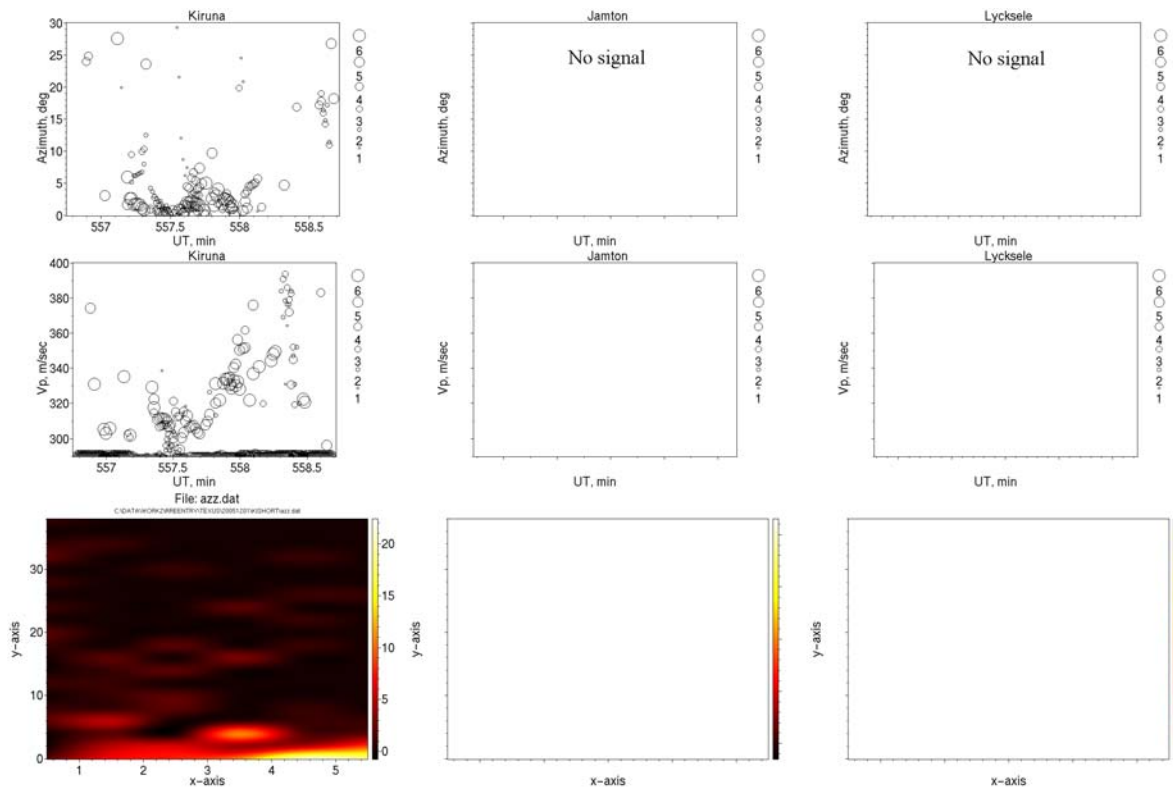 Kiruna
30
25
20
15
10
5
0
Azimuth, deg
557
557.5
558
558.5
UT, min
6
5
4
3
2
1
Jamton
No signal
Azimuth, deg
UT, min
6
5
4
3
2
1
Lycksele
No signal
Azimuth, deg
UT, min
6
5
4
3
2
1
Kiruna
400
380
360
340
320
300
Vp, m/sec
557
557.5
558
558.5
UT, min
6
5
4
3
2
1
Jamton
Vp, m/sec
UT, min
6
5
4
3
2
1
Lycksele
Vp, m/sec
UT, min
6
5
4
3
2
1
File: azz.dat
30
20
10
0
y-axis
1
2
3
4
5
x-axis
20
15
10
5
0
y-axis
x-axis
y-axis
x-axis